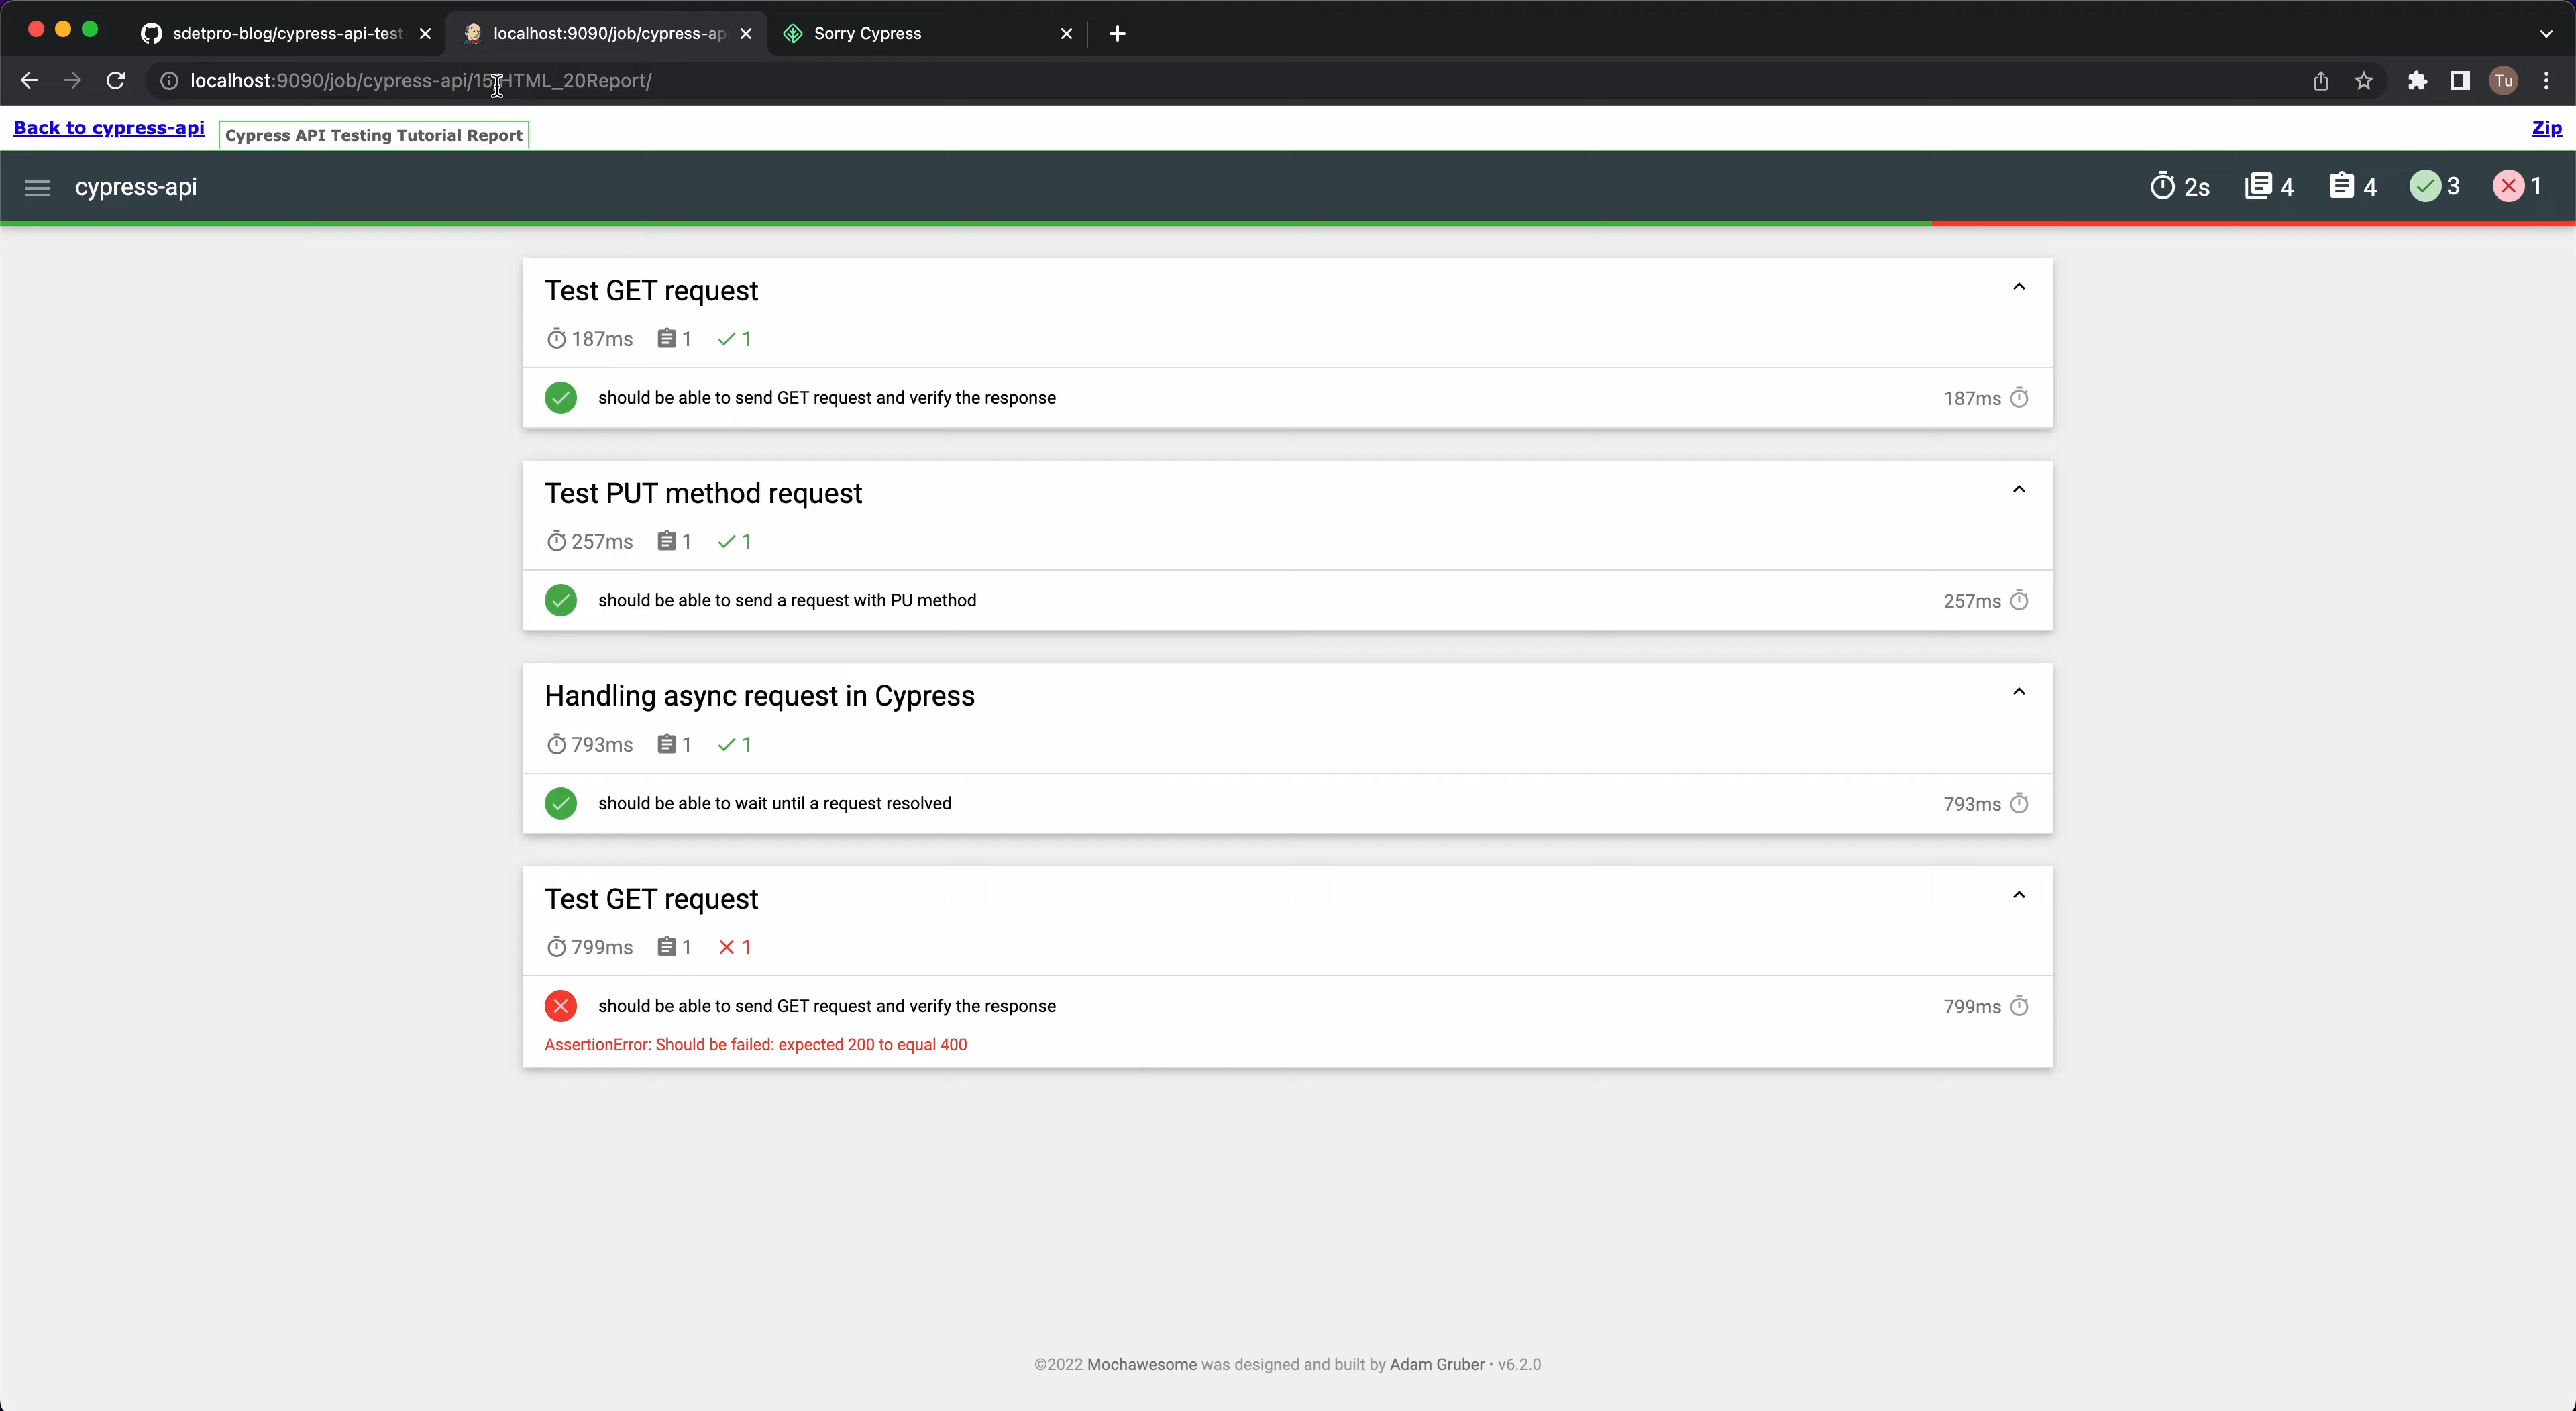 sdetpro-blog/cypress-api-test-
localhost:9090/job/cypress-ap
Sorry Cypress
localhost:9090/job/cypress-api/15/HTML_20Report/
Tu
Back to cypress-api
Cypress API Testing Tutorial Report
Zip
cypress-api
2s 4 4 3 1
Test GET request
187ms 1 1
should be able to send GET request and verify the response
187ms
Test PUT method request
257ms 1 1
should be able to send a request with PU method
257ms
Handling async request in Cypress
793ms 1 1
should be able to wait until a request resolved
793ms
Test GET request
799ms 1 1
should be able to send GET request and verify the response
799ms
AssertionError: Should be failed: expected 200 to equal 400
©2022 Mochawesome was designed and built by Adam Gruber • v6.2.0